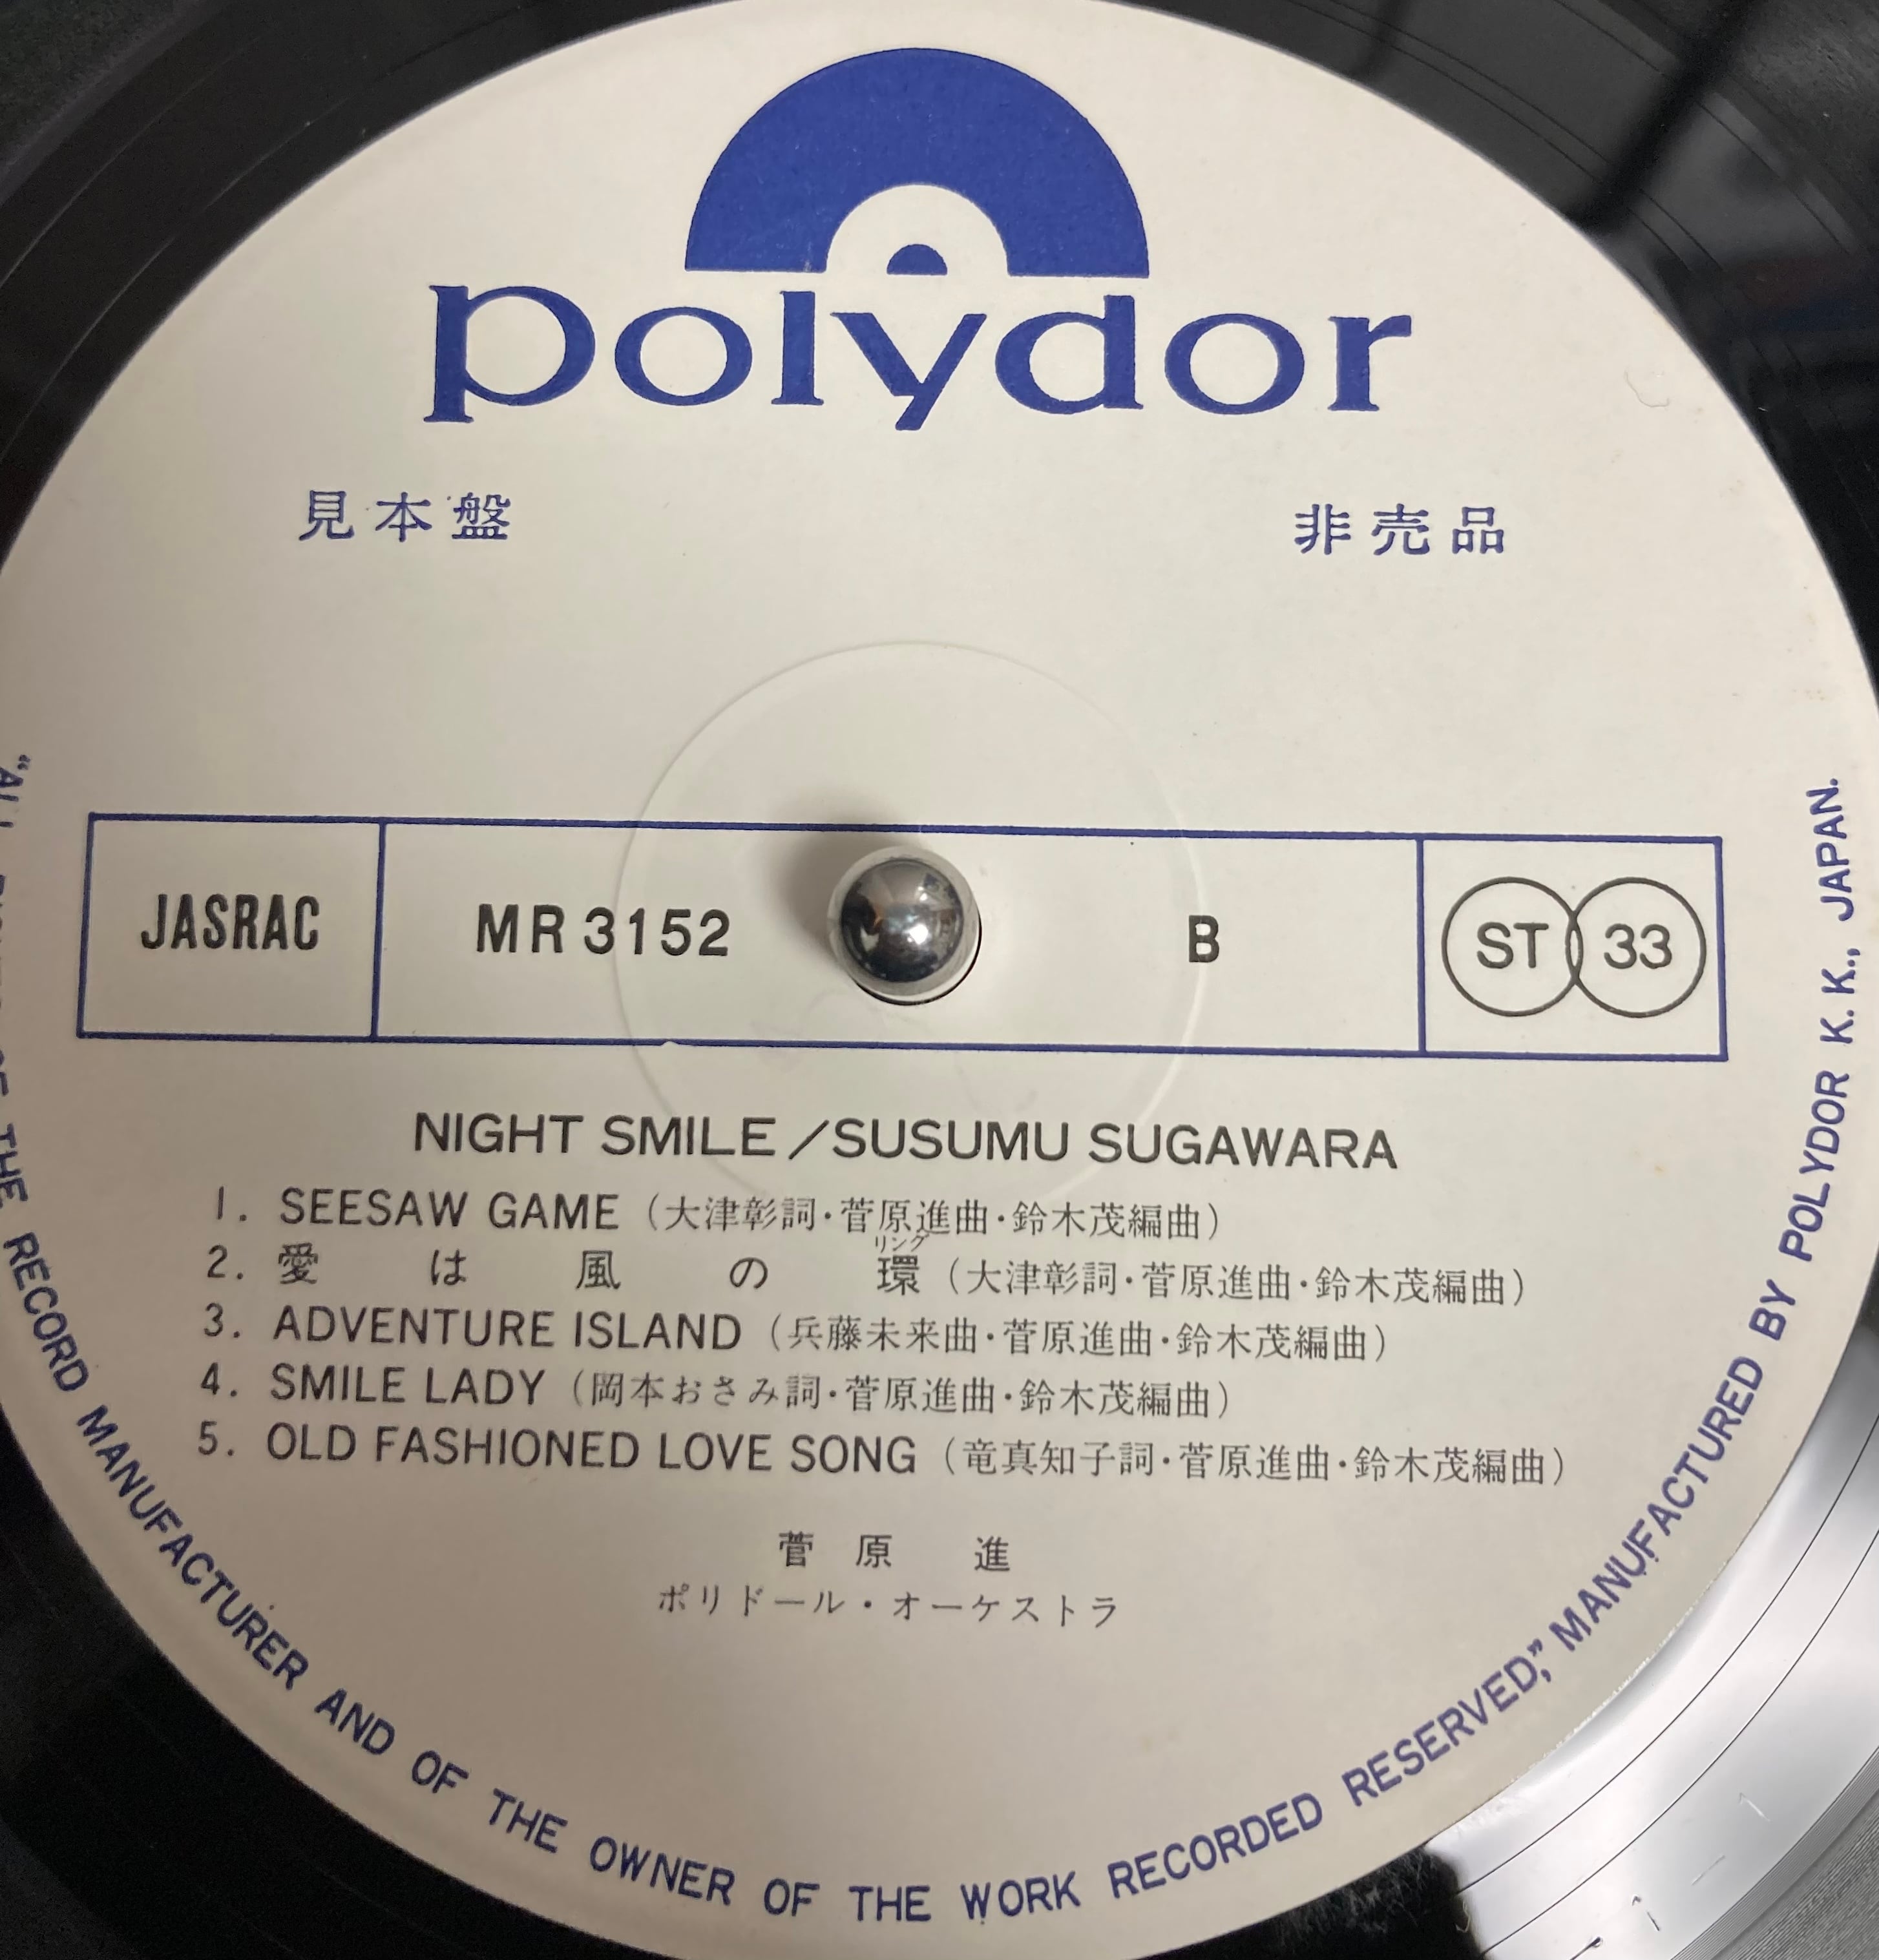 polydor
見本盤
非売品
JASRAC
MR 3152
B
ST 33
NIGHT SMILE／SUSUMU SUGAWARA
1. SEESAW GAME（大津彰詞・菅原進曲・鈴木茂編曲）
2. 愛は風の環（大津彰詞・菅原進曲・鈴木茂編曲）
リング
3. ADVENTURE ISLAND（兵藤未来曲・菅原進曲・鈴木茂編曲）
4. SMILE LADY（岡本おさみ詞・菅原進曲・鈴木茂編曲）
5. OLD FASHIONED LOVE SONG（竜真知子詞・菅原進曲・鈴木茂編曲）
菅原 進
ポリドール・オーケストラ
THE RECORD MANUFACTURER AND OF THE OWNER OF THE WORK RECORDED RESERVED," MANUFACTURED BY POLYDOR K. K., JAPAN.